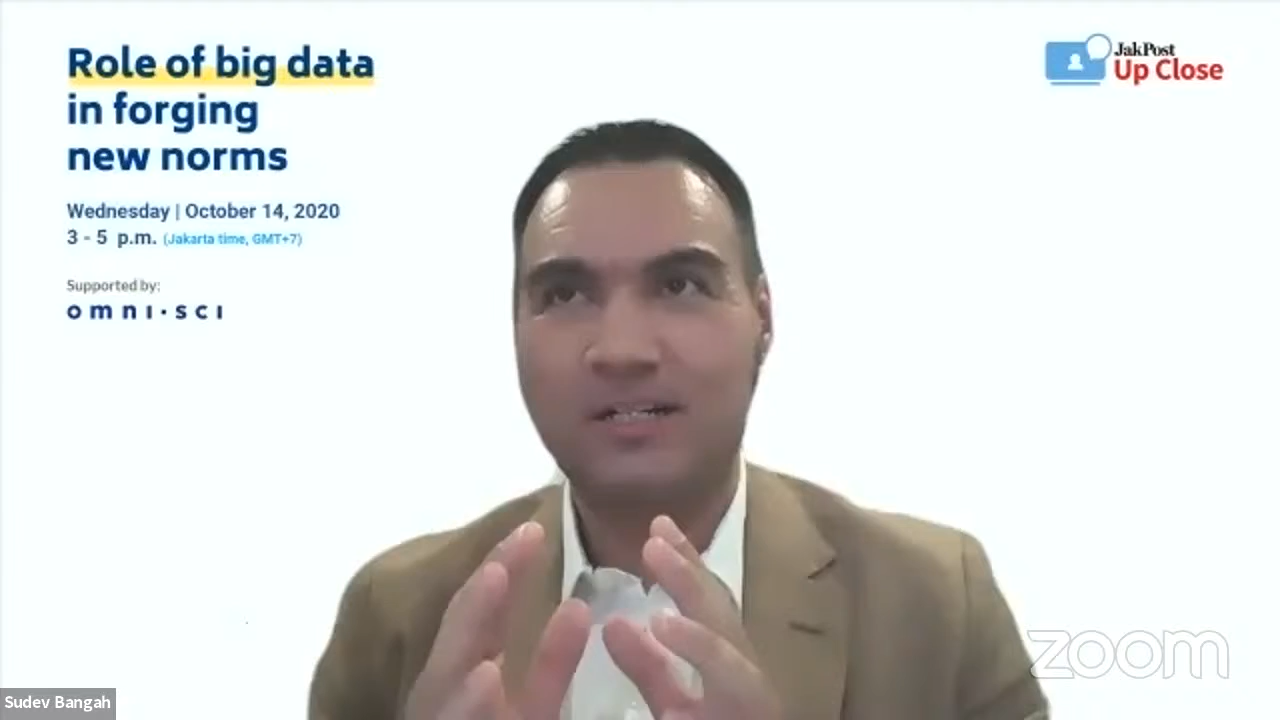 Role of big data
in forging
new norms
Wednesday | October 14, 2020
3 - 5 p.m. (Jakarta time, GMT+7)
Supported by:
omni·sci
JakPost
Up Close
zoom
Sudev Bangah